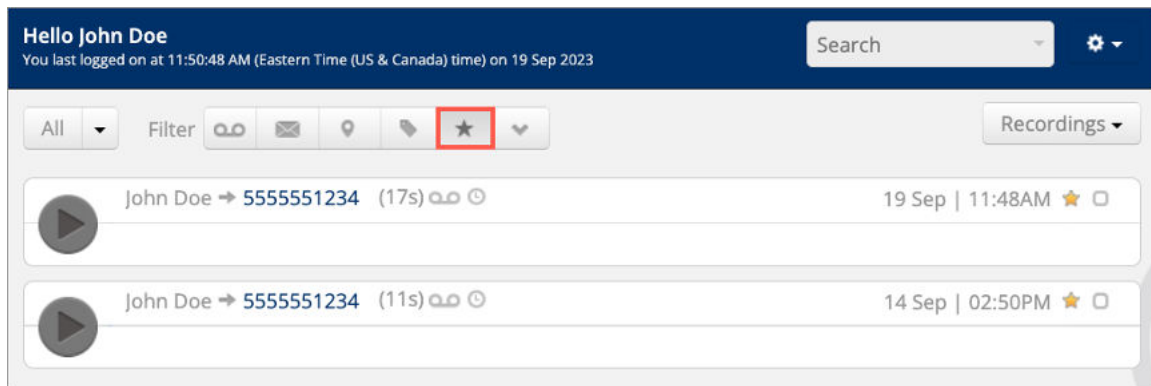 Hello John Doe
You last logged on at 11:50:48 AM (Eastern Time (US & Canada) time) on 19 Sep 2023
Search
All
Filter
Recordings
John Doe ➔ 5555551234 (17s)
19 Sep | 11:48AM
John Doe ➔ 5555551234 (11s)
14 Sep | 02:50PM